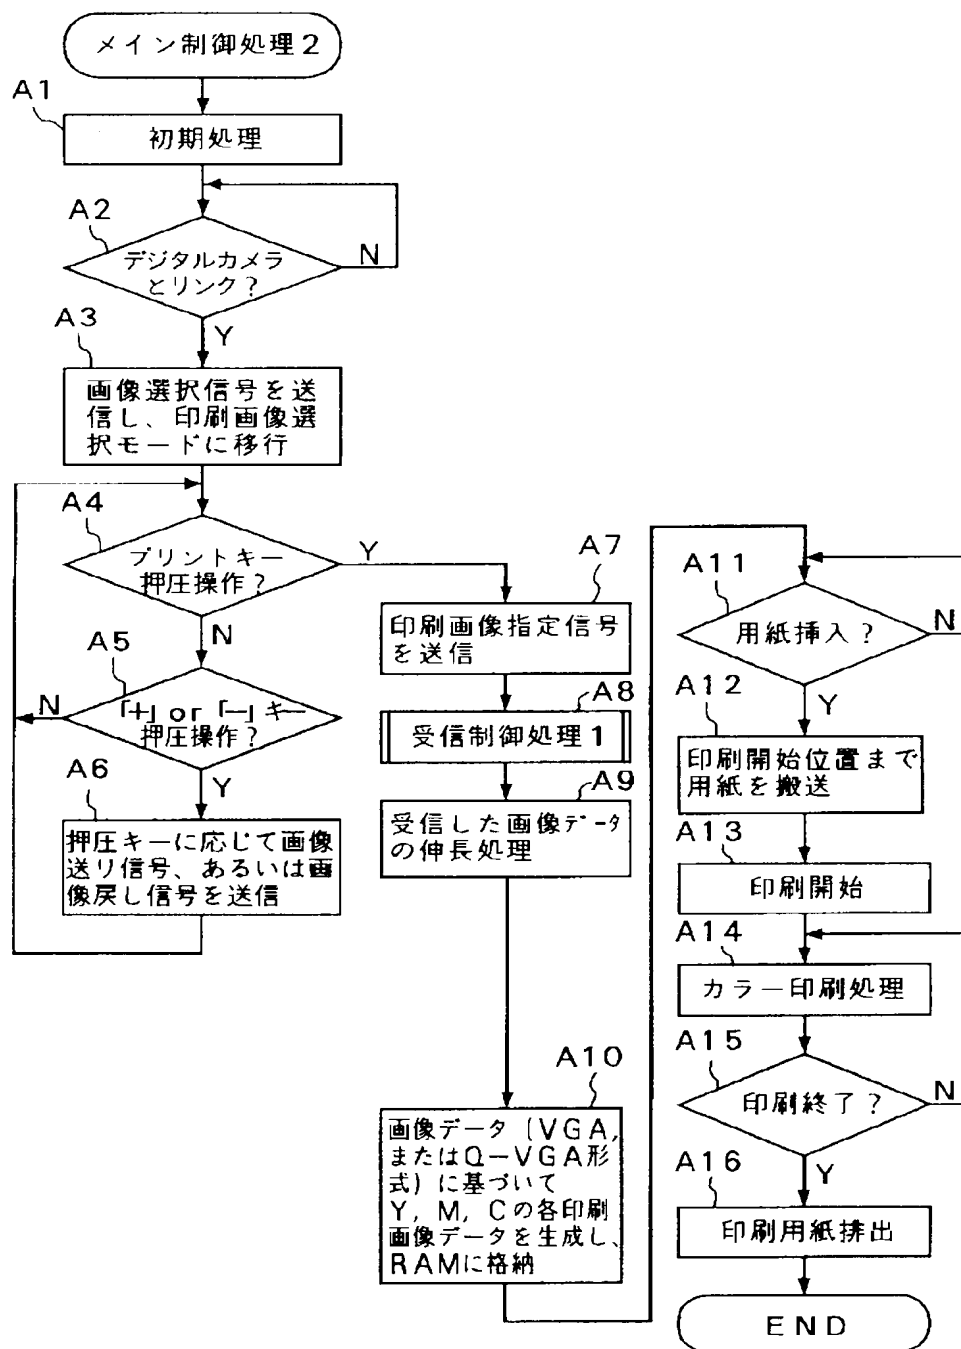 メイン制御処理2
A1
初期処理
A2
デジタルカメラ
とリンク?
N
Y
A3
画像選択信号を送
信し、印刷画像選
択モードに移行
A4
プリントキー
押圧操作?
Y
N
A5
「+」or「-」キー
押圧操作?
N
Y
A6
押圧キーに応じて画像
送り信号、あるいは画
像戻し信号を送信
A7
印刷画像指定信号
を送信
A8
受信制御処理1
A9
受信した画像データ
の伸長処理
A10
画像データ(VGA,
またはQ-VGA形
式)に基づいて
Y,M,Cの各印刷
画像データを生成し、
RAMに格納
A11
用紙挿入?
N
Y
A12
印刷開始位置まで
用紙を搬送
A13
印刷開始
A14
カラー印刷処理
A15
印刷終了?
N
Y
A16
印刷用紙排出
END